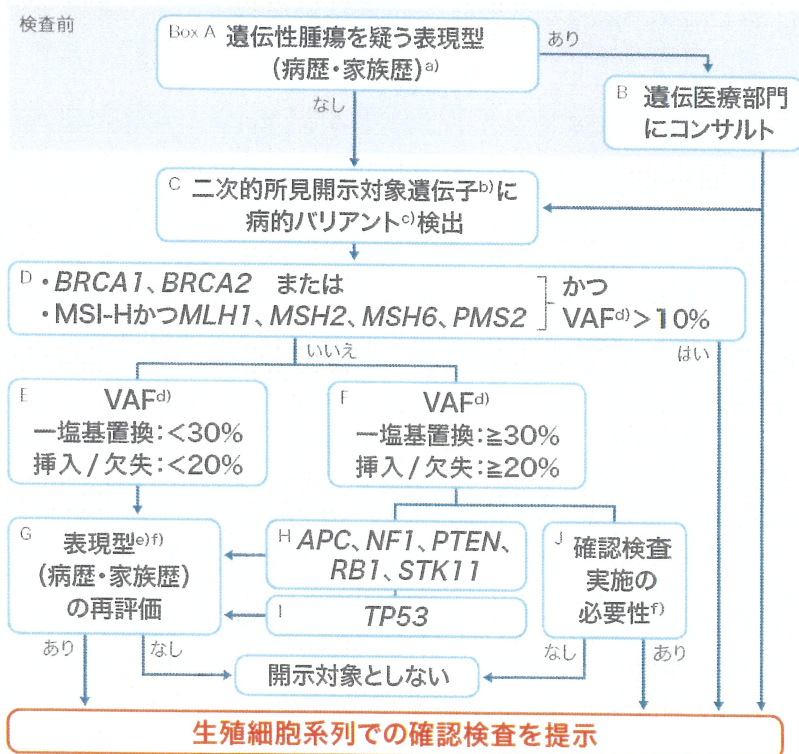 検査前
Box A 遺伝性腫瘍を疑う表現型
（病歴・家族歴）a)
あり
なし
B 遺伝医療部門
にコンサルト
C 二次的所見開示対象遺伝子b)に
病的バリアントc)検出
D ・BRCA1、BRCA2 または
・MSI-HかつMLH1、MSH2、MSH6、PMS2
かつ
VAFd)>10%
いいえ
はい
E VAFd)
一塩基置換：<30%
挿入/欠失：<20%
F VAFd)
一塩基置換：≧30%
挿入/欠失：≧20%
G 表現型e)f)
（病歴・家族歴）
の再評価
H APC、NF1、PTEN、
RB1、STK11
I TP53
J 確認検査
実施の
必要性f)
あり
なし
開示対象としない
なし
あり
生殖細胞系列での確認検査を提示